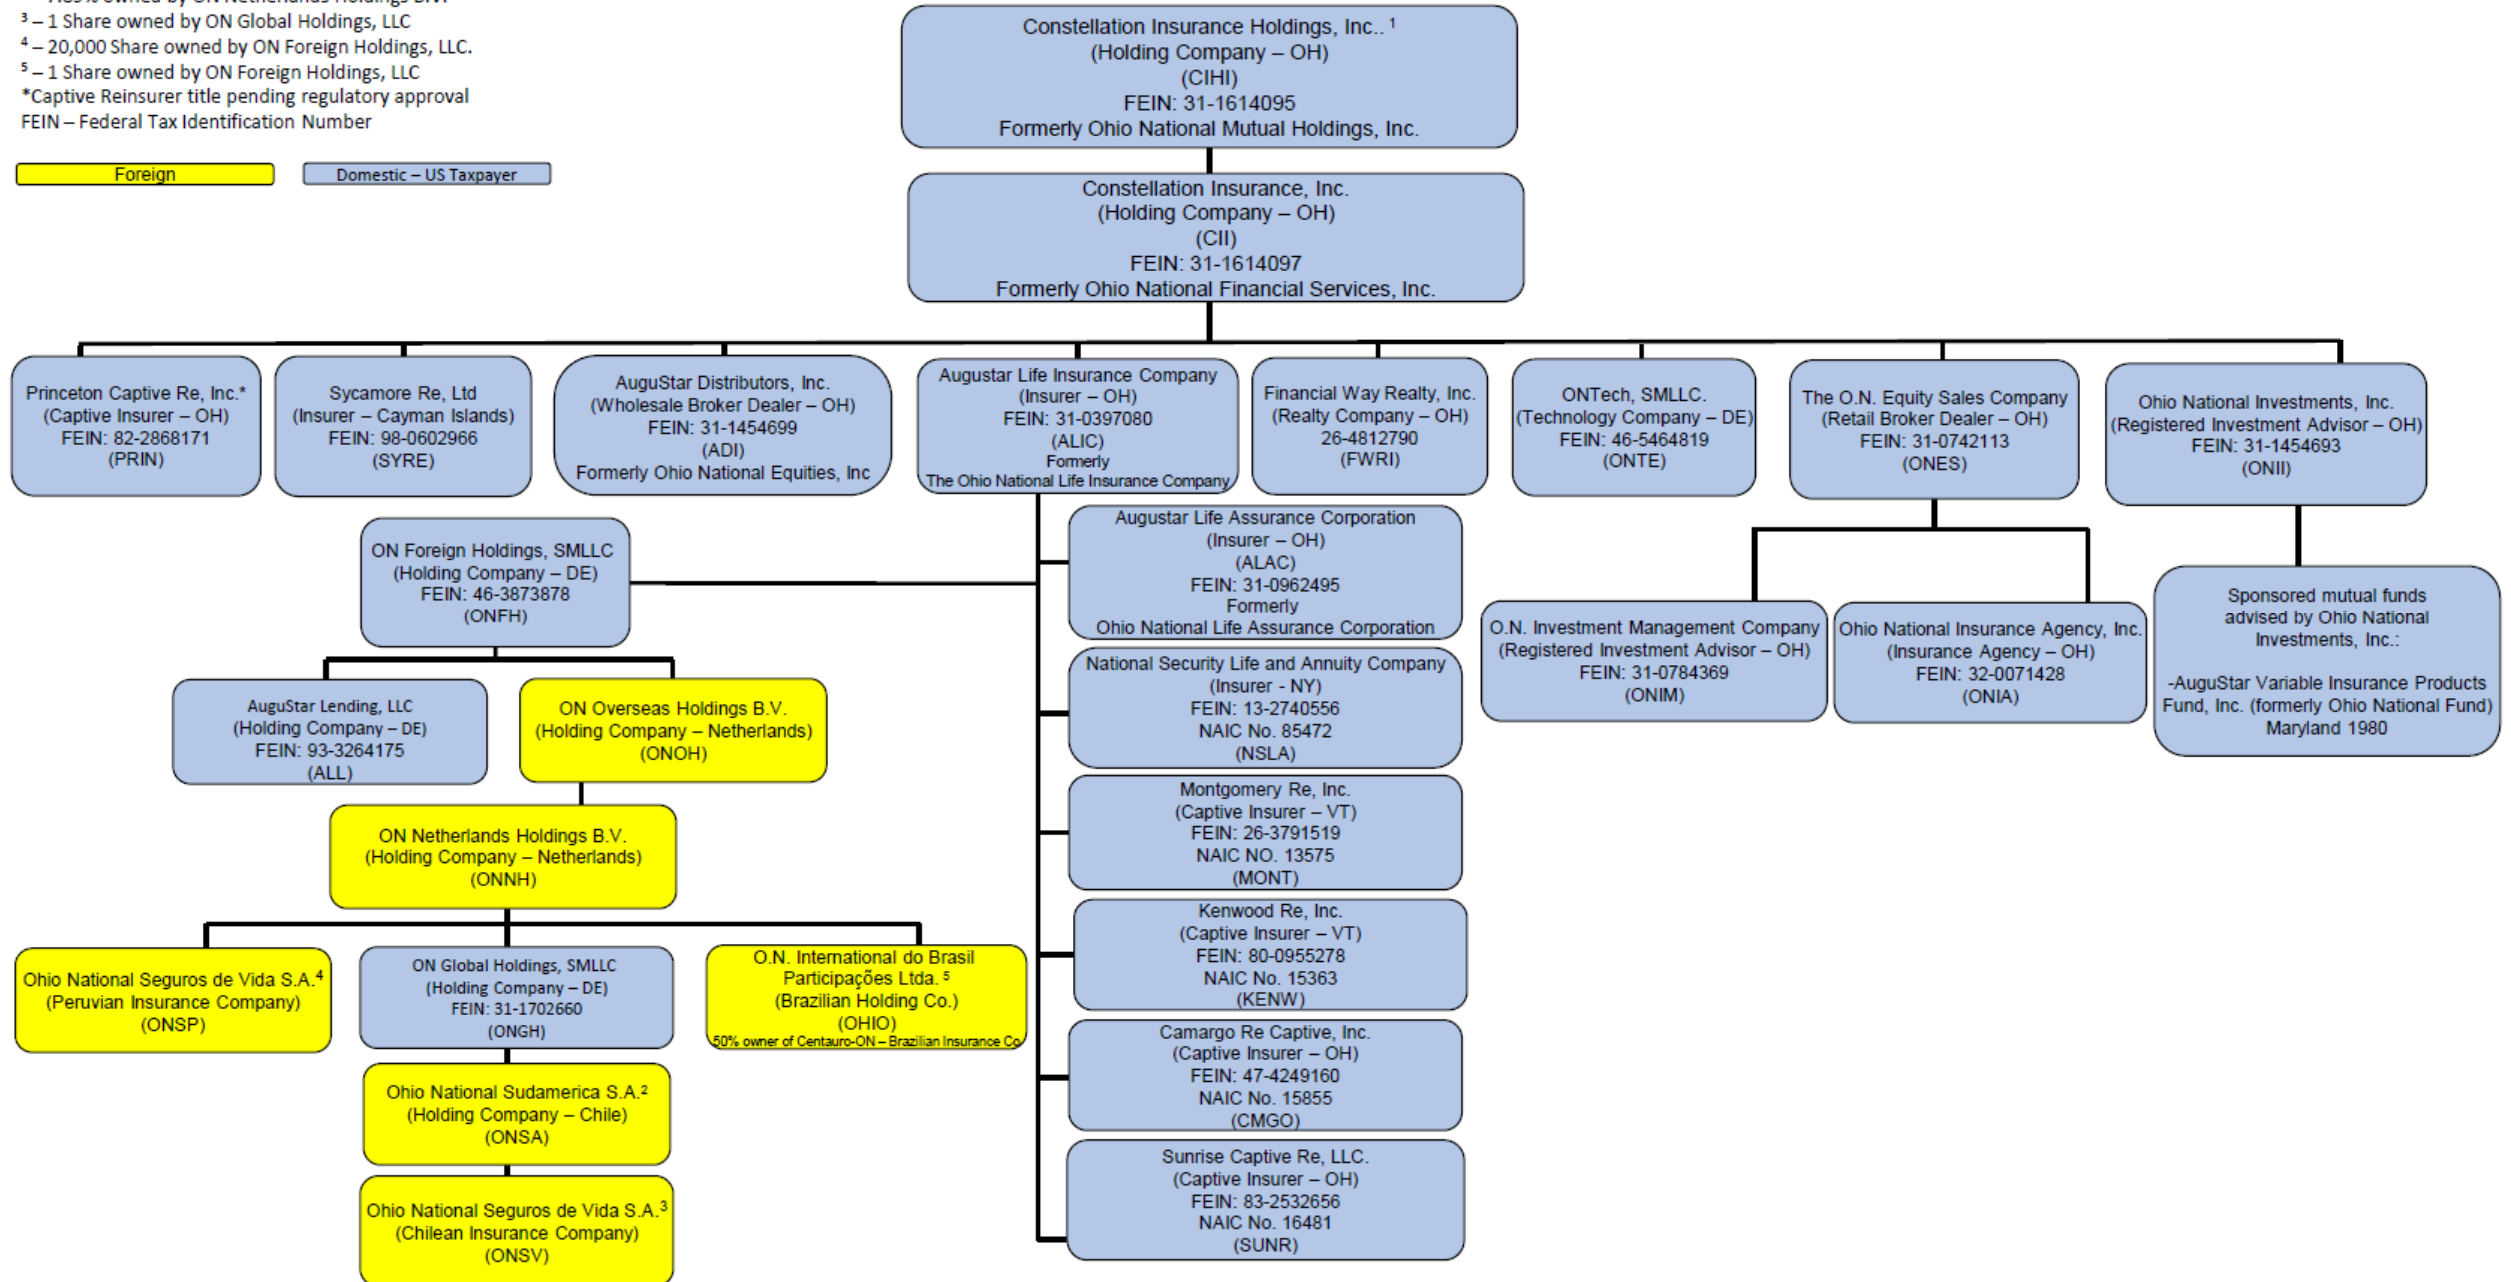 owned by ON Netherlands Holdings B.V.
³ – 1 Share owned by ON Global Holdings, LLC
⁴ – 20,000 Share owned by ON Foreign Holdings, LLC.
⁵ – 1 Share owned by ON Foreign Holdings, LLC
*Captive Reinsurer title pending regulatory approval
FEIN – Federal Tax Identification Number
Foreign
Domestic – US Taxpayer
Constellation Insurance Holdings, Inc.. ¹
(Holding Company – OH)
(CIHI)
FEIN: 31-1614095
Formerly Ohio National Mutual Holdings, Inc.
Constellation Insurance, Inc.
(Holding Company – OH)
(CII)
FEIN: 31-1614097
Formerly Ohio National Financial Services, Inc.
Princeton Captive Re, Inc.*
(Captive Insurer – OH)
FEIN: 82-2868171
(PRIN)
Sycamore Re, Ltd
(Insurer – Cayman Islands)
FEIN: 98-0602966
(SYRE)
AuguStar Distributors, Inc.
(Wholesale Broker Dealer – OH)
FEIN: 31-1454699
(ADI)
Formerly Ohio National Equities, Inc
Augustar Life Insurance Company
(Insurer – OH)
FEIN: 31-0397080
(ALIC)
Formerly
The Ohio National Life Insurance Company
Financial Way Realty, Inc.
(Realty Company – OH)
26-4812790
(FWRI)
ONTech, SMLLC.
(Technology Company – DE)
FEIN: 46-5464819
(ONTE)
The O.N. Equity Sales Company
(Retail Broker Dealer – OH)
FEIN: 31-0742113
(ONES)
Ohio National Investments, Inc.
(Registered Investment Advisor – OH)
FEIN: 31-1454693
(ONII)
ON Foreign Holdings, SMLLC
(Holding Company – DE)
FEIN: 46-3873878
(ONFH)
Augustar Life Assurance Corporation
(Insurer – OH)
(ALAC)
FEIN: 31-0962495
Formerly
Ohio National Life Assurance Corporation
O.N. Investment Management Company
(Registered Investment Advisor – OH)
FEIN: 31-0784369
(ONIM)
Ohio National Insurance Agency, Inc.
(Insurance Agency – OH)
FEIN: 32-0071428
(ONIA)
Sponsored mutual funds
advised by Ohio National
Investments, Inc.:
-AuguStar Variable Insurance Products
Fund, Inc. (formerly Ohio National Fund)
Maryland 1980
AuguStar Lending, LLC
(Holding Company – DE)
FEIN: 93-3264175
(ALL)
ON Overseas Holdings B.V.
(Holding Company – Netherlands)
(ONOH)
National Security Life and Annuity Company
(Insurer - NY)
FEIN: 13-2740556
NAIC No. 85472
(NSLA)
Montgomery Re, Inc.
(Captive Insurer – VT)
FEIN: 26-3791519
NAIC NO. 13575
(MONT)
ON Netherlands Holdings B.V.
(Holding Company – Netherlands)
(ONNH)
Kenwood Re, Inc.
(Captive Insurer – VT)
FEIN: 80-0955278
NAIC No. 15363
(KENW)
Ohio National Seguros de Vida S.A.⁴
(Peruvian Insurance Company)
(ONSP)
ON Global Holdings, SMLLC
(Holding Company – DE)
FEIN: 31-1702660
(ONGH)
O.N. International do Brasil
Participações Ltda. ⁵
(Brazilian Holding Co.)
(OHIO)
50% owner of Centauro-ON – Brazilian Insurance Co
Camargo Re Captive, Inc.
(Captive Insurer – OH)
FEIN: 47-4249160
NAIC No. 15855
(CMGO)
Ohio National Sudamerica S.A.²
(Holding Company – Chile)
(ONSA)
Sunrise Captive Re, LLC.
(Captive Insurer – OH)
FEIN: 83-2532656
NAIC No. 16481
(SUNR)
Ohio National Seguros de Vida S.A.³
(Chilean Insurance Company)
(ONSV)